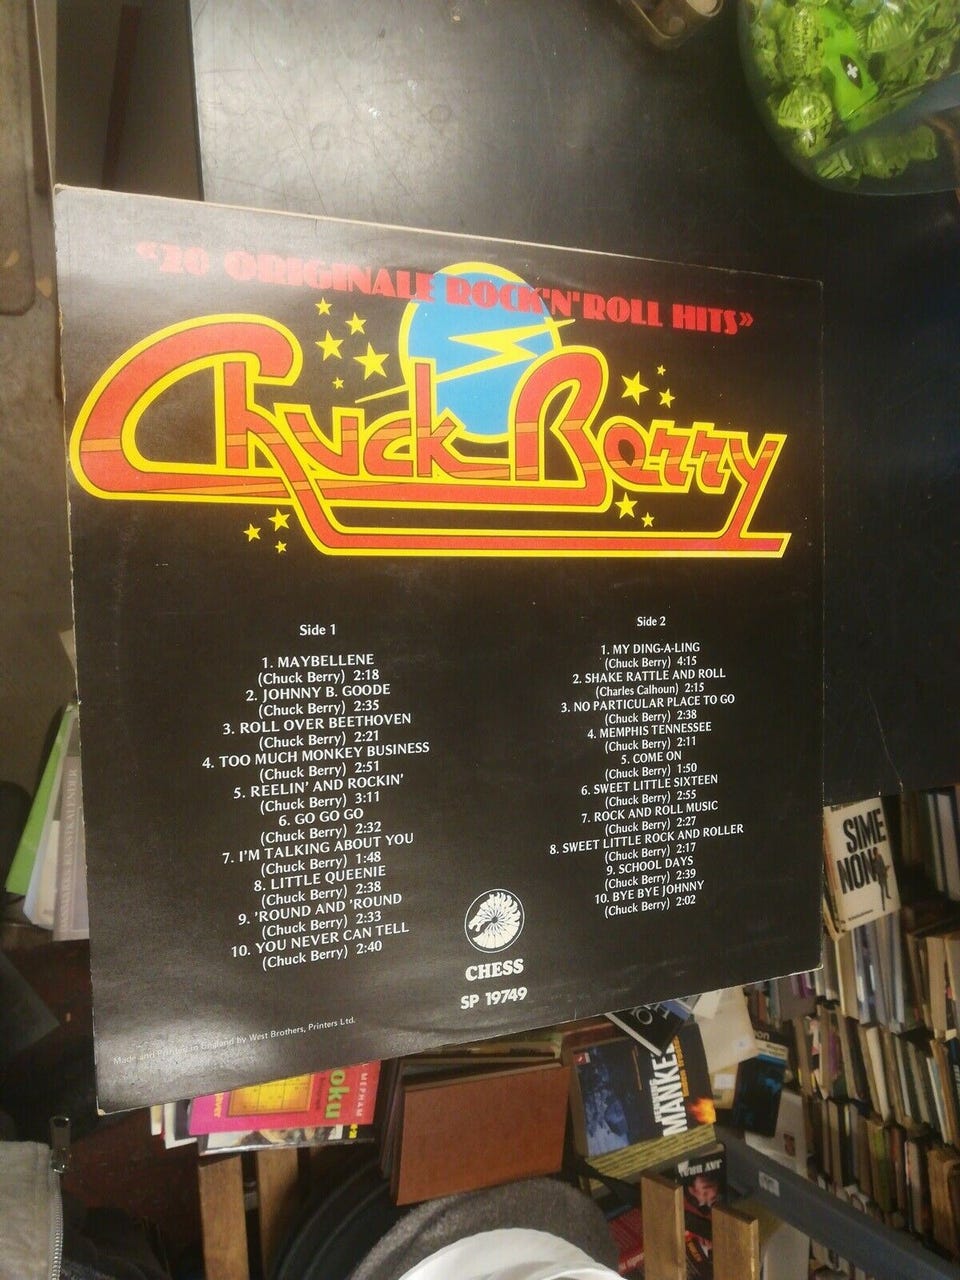 «20 ORIGINALE ROCK'N'ROLL HITS»
Chuck Berry
Side 1
1. MAYBELLENE
(Chuck Berry) 2:18
2. JOHNNY B. GOODE
(Chuck Berry) 2:35
3. ROLL OVER BEETHOVEN
(Chuck Berry) 2:21
4. TOO MUCH MONKEY BUSINESS
(Chuck Berry) 2:51
5. REELIN' AND ROCKIN'
(Chuck Berry) 3:11
6. GO GO GO
(Chuck Berry) 2:32
7. I'M TALKING ABOUT YOU
(Chuck Berry) 1:48
8. LITTLE QUEENIE
(Chuck Berry) 2:38
9. 'ROUND AND 'ROUND
(Chuck Berry) 2:33
10. YOU NEVER CAN TELL
(Chuck Berry) 2:40
Side 2
1. MY DING-A-LING
(Chuck Berry) 4:15
2. SHAKE RATTLE AND ROLL
(Charles Calhoun) 2:15
3. NO PARTICULAR PLACE TO GO
(Chuck Berry) 2:38
4. MEMPHIS TENNESSEE
(Chuck Berry) 2:11
5. COME ON
(Chuck Berry) 1:50
6. SWEET LITTLE SIXTEEN
(Chuck Berry) 2:55
7. ROCK AND ROLL MUSIC
(Chuck Berry) 2:27
8. SWEET LITTLE ROCK AND ROLLER
(Chuck Berry) 2:17
9. SCHOOL DAYS
(Chuck Berry) 2:39
10. BYE BYE JOHNNY
(Chuck Berry) 2:02
CHESS
SP 19749
Made and Printed in England by West Brothers, Printers Ltd.
SIMENON
MEPHAM
oku
MANKE